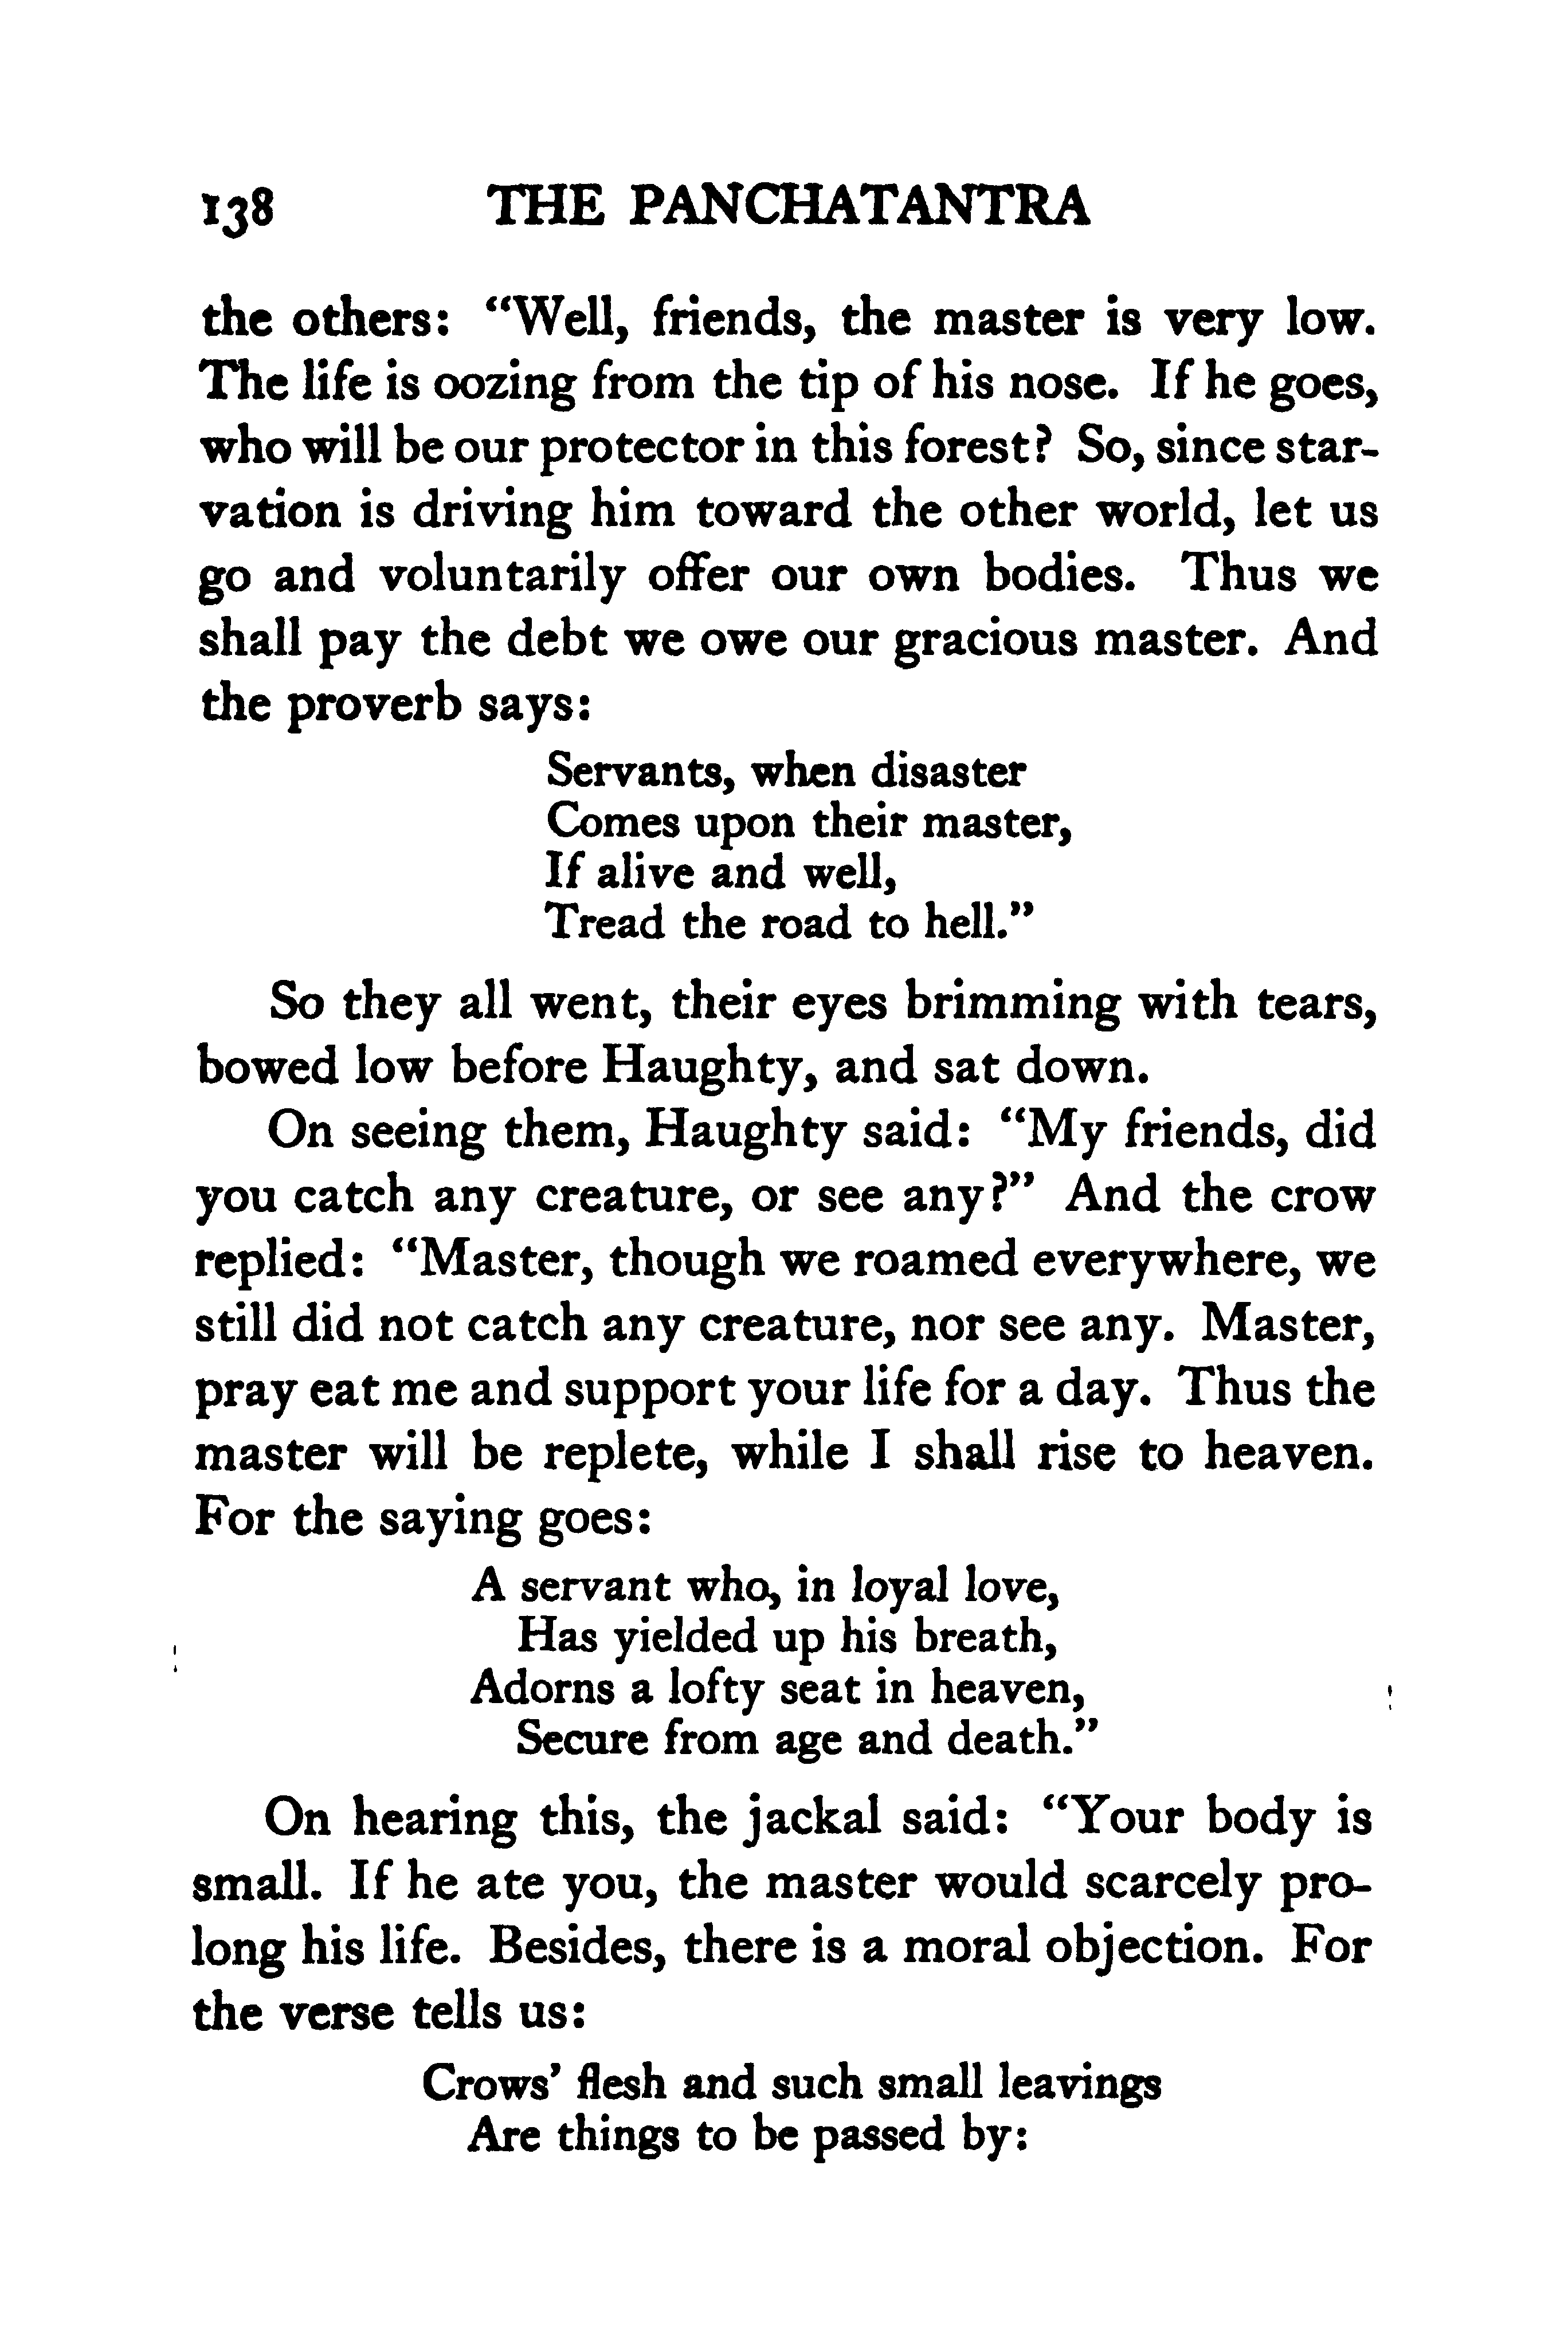 138 THE PANCHATANTRA
the others: “Well, friends, the master is very low.
The life is oozing from the tip of his nose. If he goes,
who will be our protector in this forest? So, since star-
vation is driving him toward the other world, let us
go and voluntarily offer our own bodies. Thus we
shall pay the debt we owe our gracious master. And
the proverb says:
Servants, when disaster
Comes upon their master,
If alive and well,
Tread the road to hell.”
So they all went, their eyes brimming with tears,
bowed low before Haughty, and sat down.
On seeing them, Haughty said: “My friends, did
you catch any creature, or see any?” And the crow
replied: “Master, though we roamed everywhere, we
still did not catch any creature, nor see any. Master,
pray eat me and support your life for a day. Thus the
master will be replete, while I shall rise to heaven.
For the saying goes:
A servant who, in loyal love,
Has yielded up his breath,
Adorns a lofty seat in heaven,
Secure from age and death.”
On hearing this, the jackal said: “Your body is
small. If he ate you, the master would scarcely pro-
long his life. Besides, there is a moral objection. For
the verse tells us:
Crows’ flesh and such small leavings
Are things to be passed by: